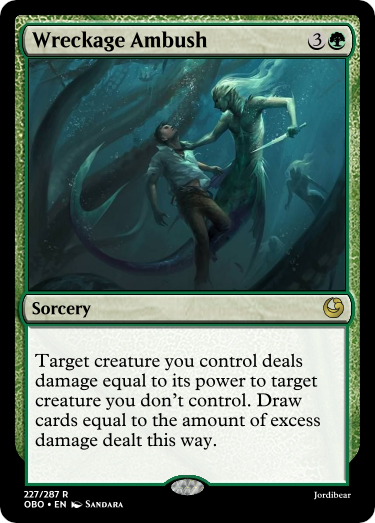 Wreckage Ambush 3
Sorcery
Target creature you control deals
damage equal to its power to target
creature you don't control. Draw
cards equal to the amount of excess
damage dealt this way.
227/287 R
OBO • EN SANDARA
Jordibear